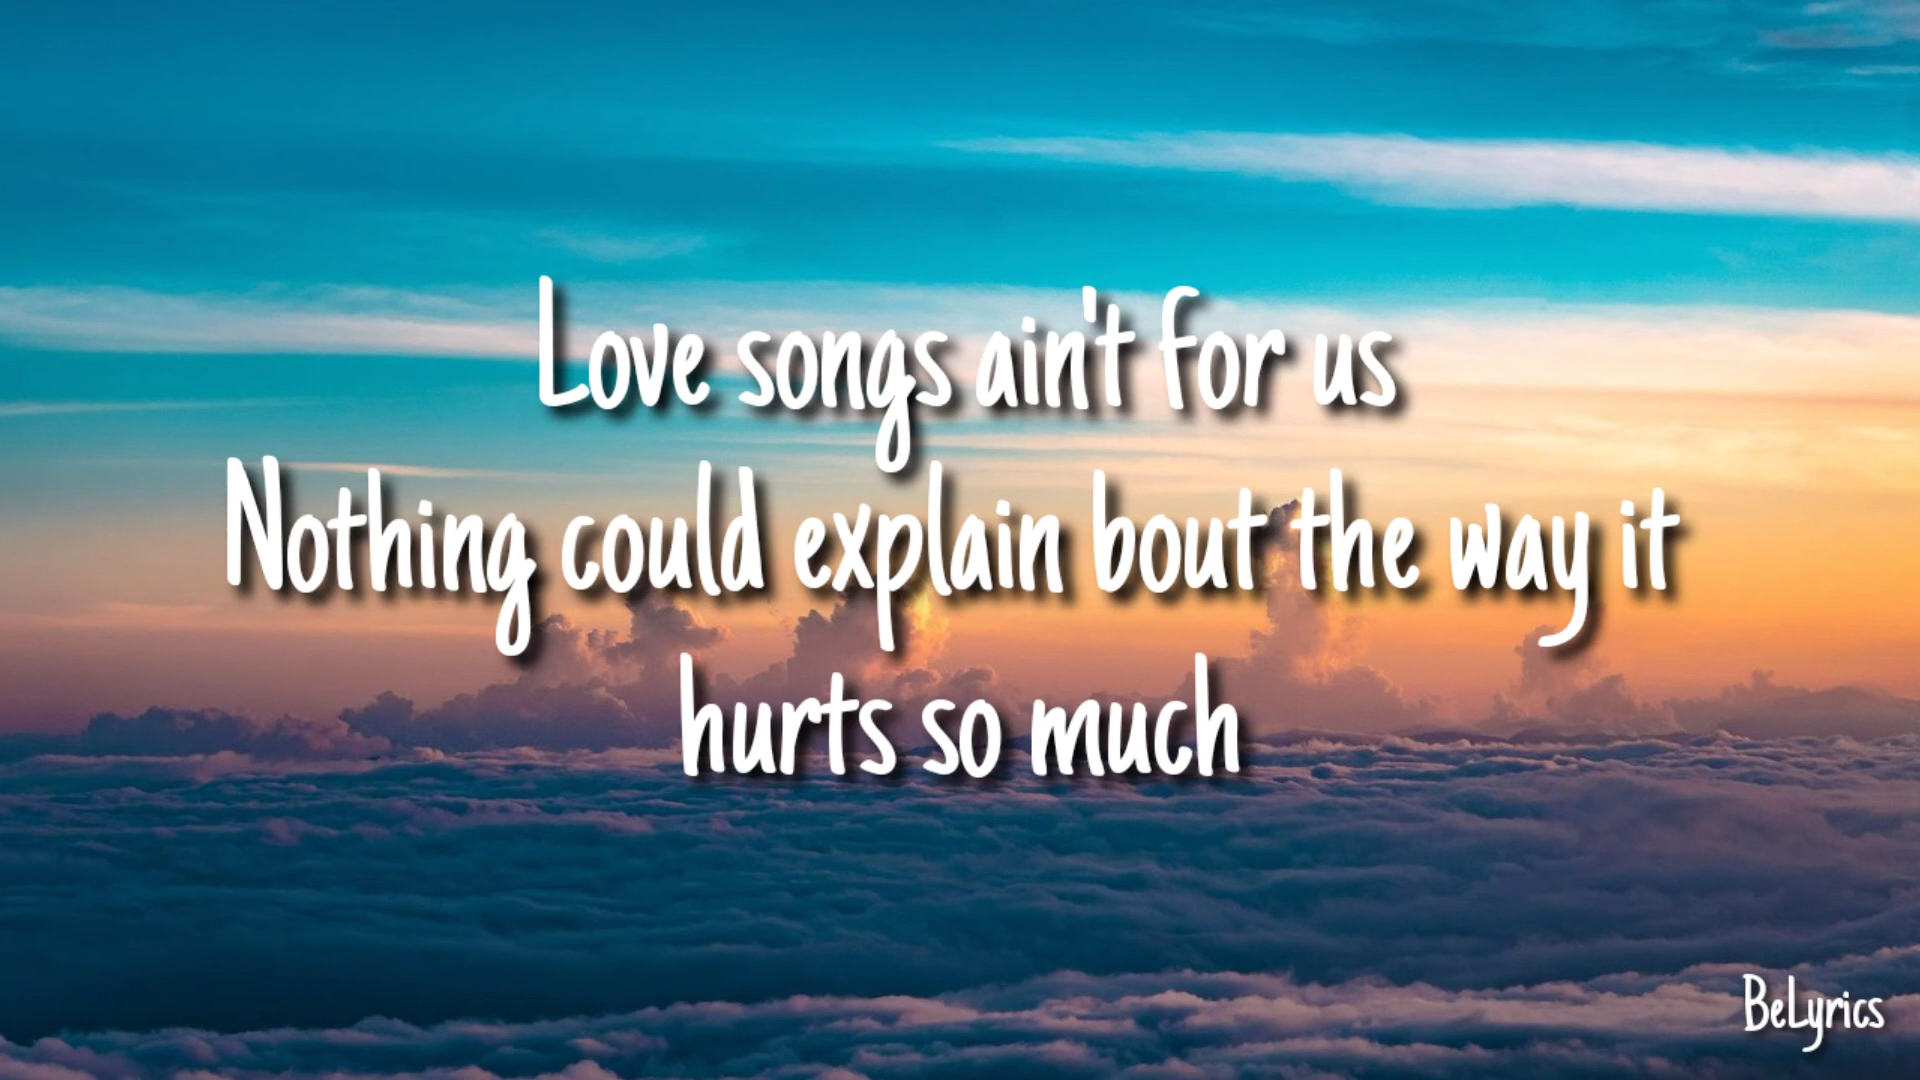 Love songs ain't for us
Nothing could explain bout the way it
hurts so much
BeLyrics